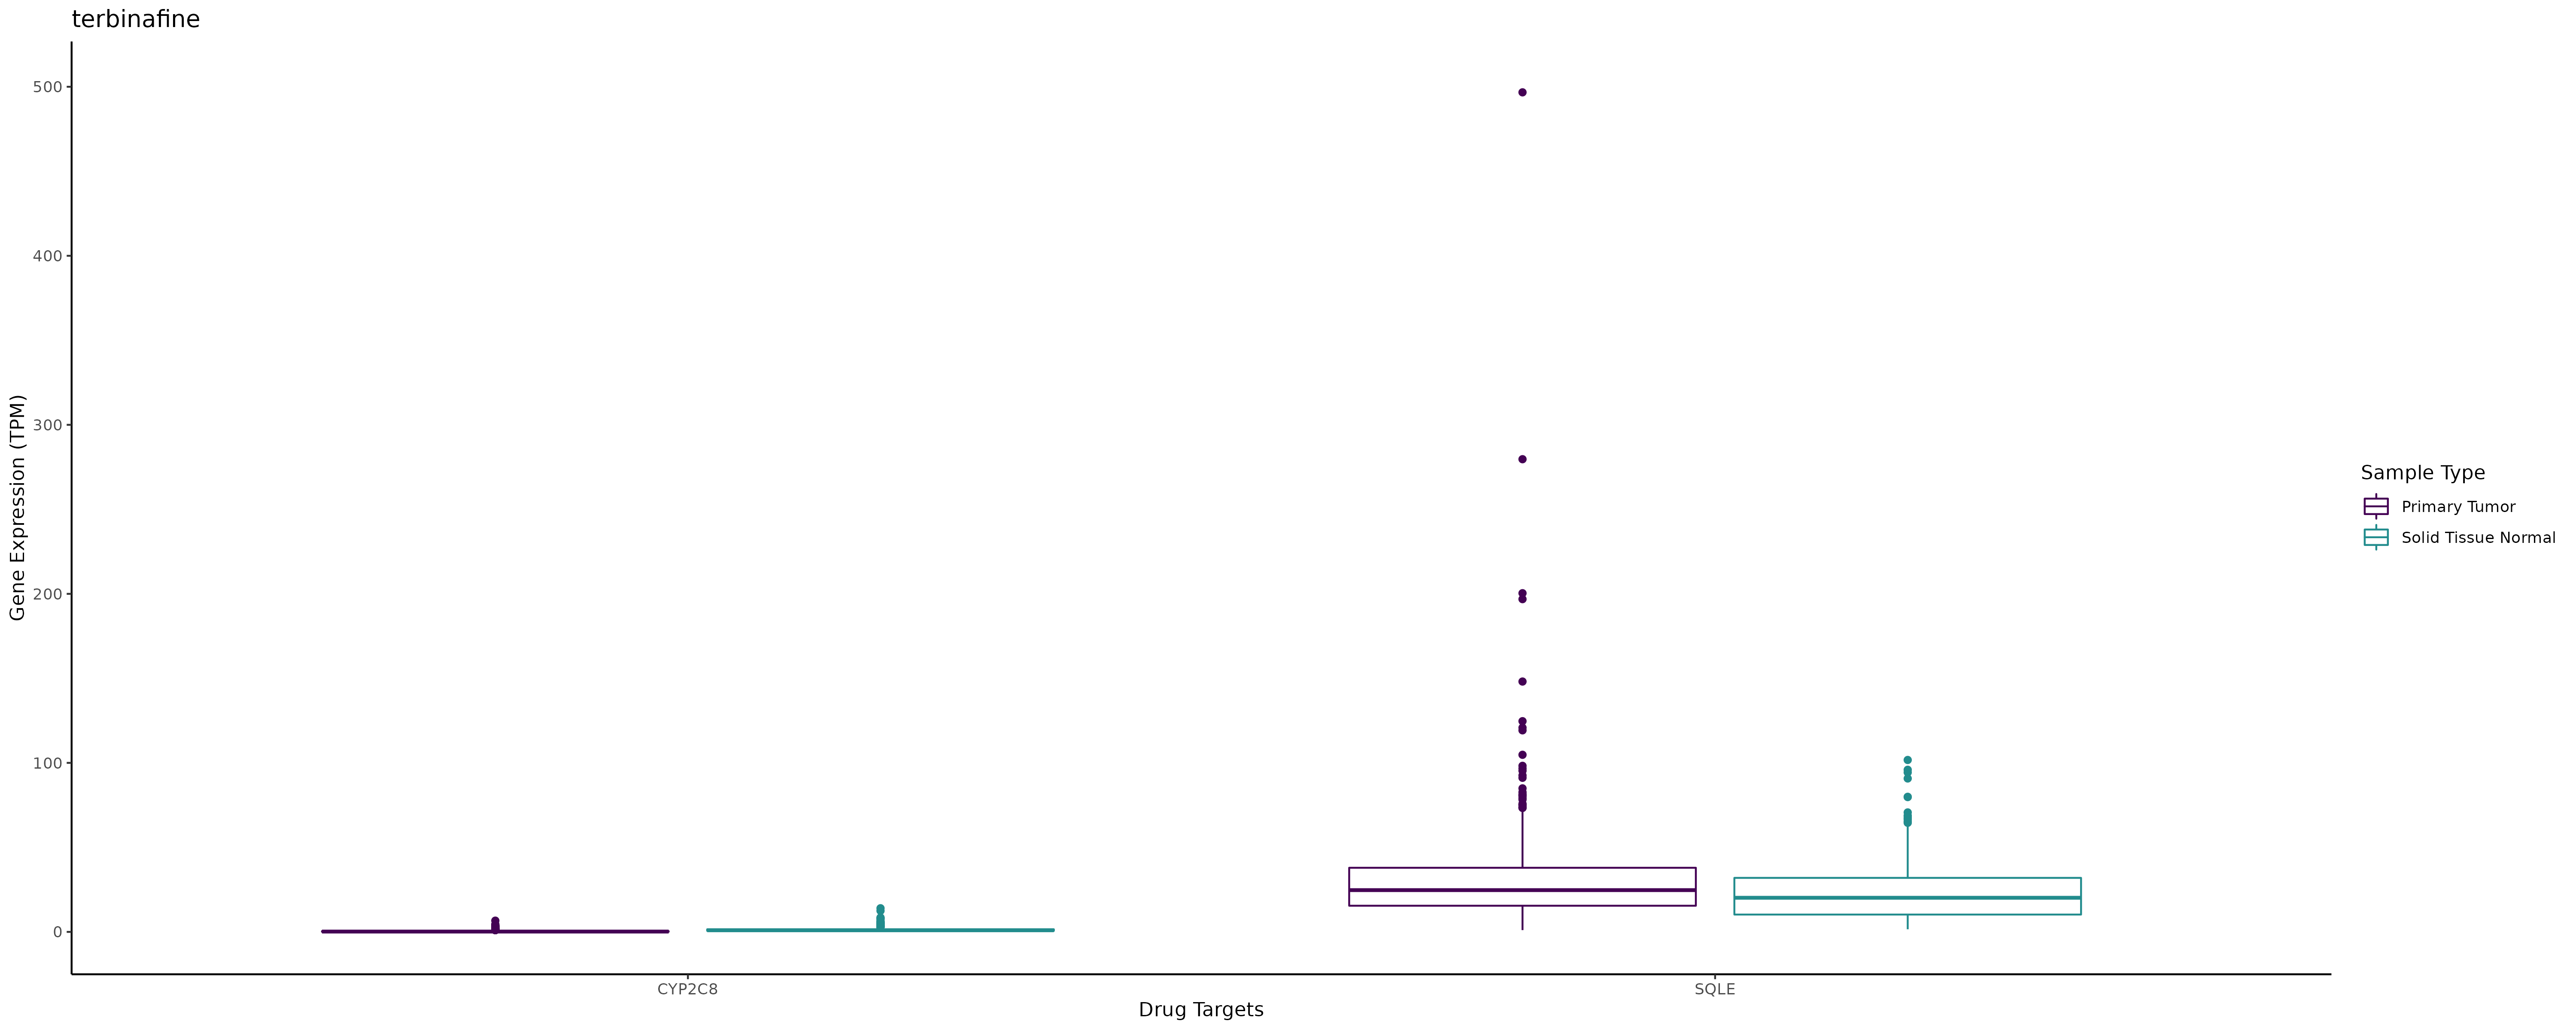 terbinafine
500
400
300
200
100
0
Gene Expression (TPM)
CYP2C8
SQLE
Drug Targets
Sample Type
Primary Tumor
Solid Tissue Normal